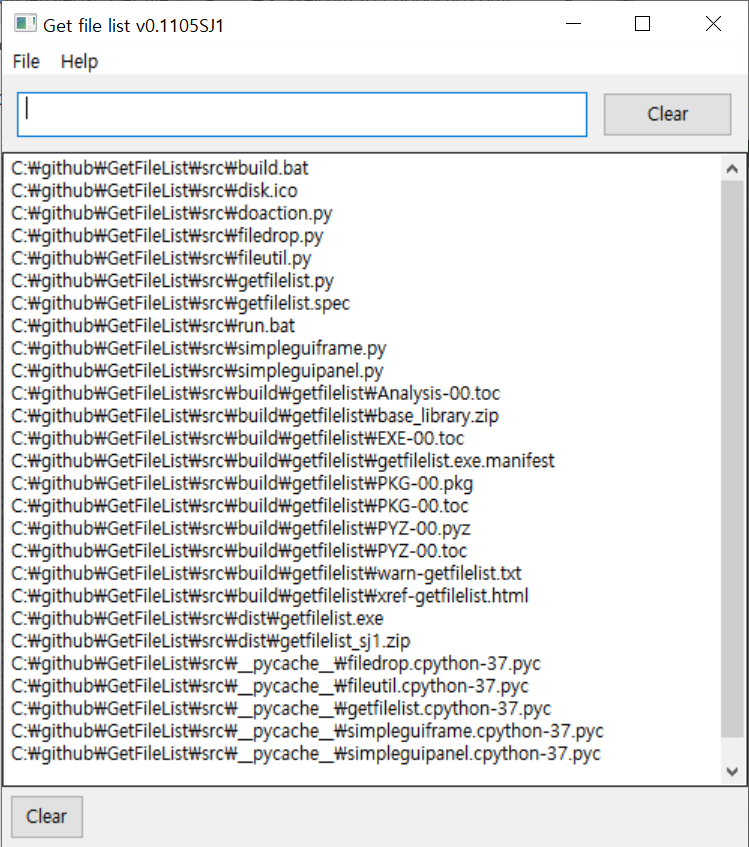 Get file list v0.1105SJ1
File Help
Clear
C:₩github₩GetFileList₩src₩build.bat
C:₩github₩GetFileList₩src₩disk.ico
C:₩github₩GetFileList₩src₩doaction.py
C:₩github₩GetFileList₩src₩filedrop.py
C:₩github₩GetFileList₩src₩fileutil.py
C:₩github₩GetFileList₩src₩getfilelist.py
C:₩github₩GetFileList₩src₩getfilelist.spec
C:₩github₩GetFileList₩src₩run.bat
C:₩github₩GetFileList₩src₩simpleguiframe.py
C:₩github₩GetFileList₩src₩simpleguipanel.py
C:₩github₩GetFileList₩src₩build₩getfilelist₩Analysis-00.toc
C:₩github₩GetFileList₩src₩build₩getfilelist₩base_library.zip
C:₩github₩GetFileList₩src₩build₩getfilelist₩EXE-00.toc
C:₩github₩GetFileList₩src₩build₩getfilelist₩getfilelist.exe.manifest
C:₩github₩GetFileList₩src₩build₩getfilelist₩PKG-00.pkg
C:₩github₩GetFileList₩src₩build₩getfilelist₩PKG-00.toc
C:₩github₩GetFileList₩src₩build₩getfilelist₩PYZ-00.pyz
C:₩github₩GetFileList₩src₩build₩getfilelist₩PYZ-00.toc
C:₩github₩GetFileList₩src₩build₩getfilelist₩warn-getfilelist.txt
C:₩github₩GetFileList₩src₩build₩getfilelist₩xref-getfilelist.html
C:₩github₩GetFileList₩src₩dist₩getfilelist.exe
C:₩github₩GetFileList₩src₩dist₩getfilelist_sj1.zip
C:₩github₩GetFileList₩src₩__pycache__₩filedrop.cpython-37.pyc
C:₩github₩GetFileList₩src₩__pycache__₩fileutil.cpython-37.pyc
C:₩github₩GetFileList₩src₩__pycache__₩getfilelist.cpython-37.pyc
C:₩github₩GetFileList₩src₩__pycache__₩simpleguiframe.cpython-37.pyc
C:₩github₩GetFileList₩src₩__pycache__₩simpleguipanel.cpython-37.pyc
Clear